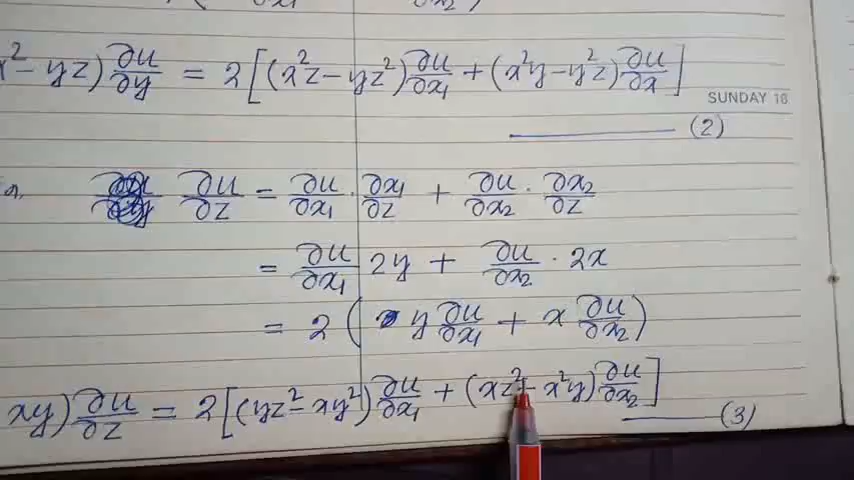 x² - yz) ∂u/∂y = 2[(x²z - yz²) ∂u/∂x₁ + (x²y - y²z) ∂u/∂x]
SUNDAY 16
(2)
∂u/∂z = ∂u/∂x₁ · ∂x₁/∂z + ∂u/∂x₂ · ∂x₂/∂z
= ∂u/∂x₁ 2y + ∂u/∂x₂ · 2x
= 2 ( y ∂u/∂x₁ + x ∂u/∂x₂ )
xy) ∂u/∂z = 2[(yz² - xy²) ∂u/∂x₁ + (xz² - x²y) ∂u/∂x₂]
(3)